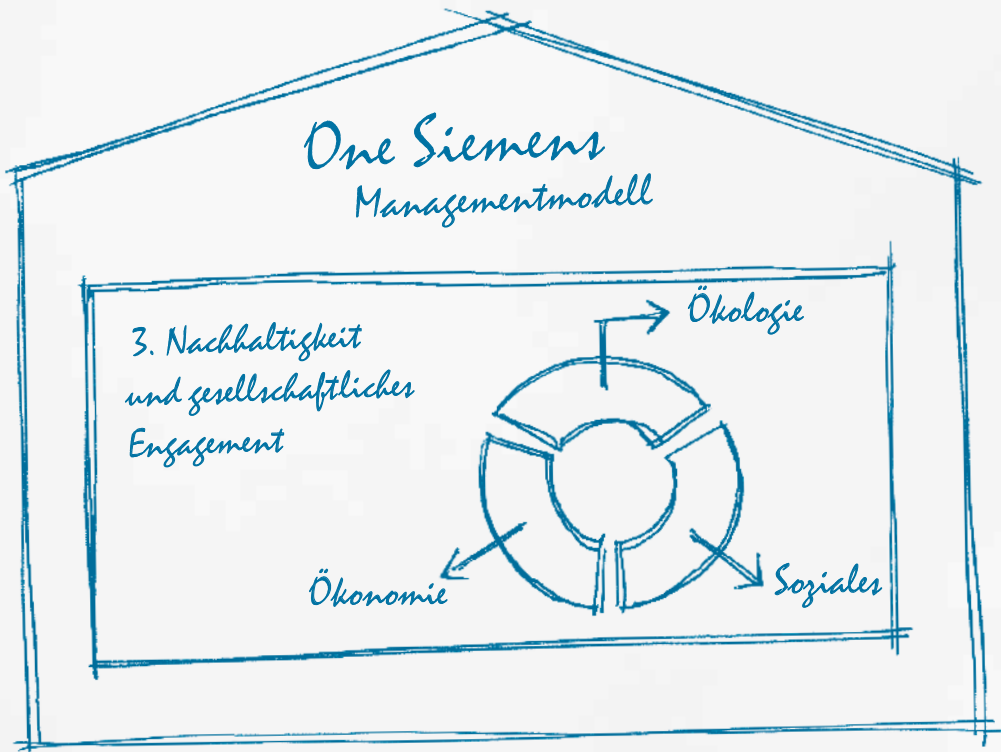 One Siemens
Managementmodell
3. Nachhaltigkeit
und gesellschaftliches
Engagement
Ökologie
Ökonomie
Soziales